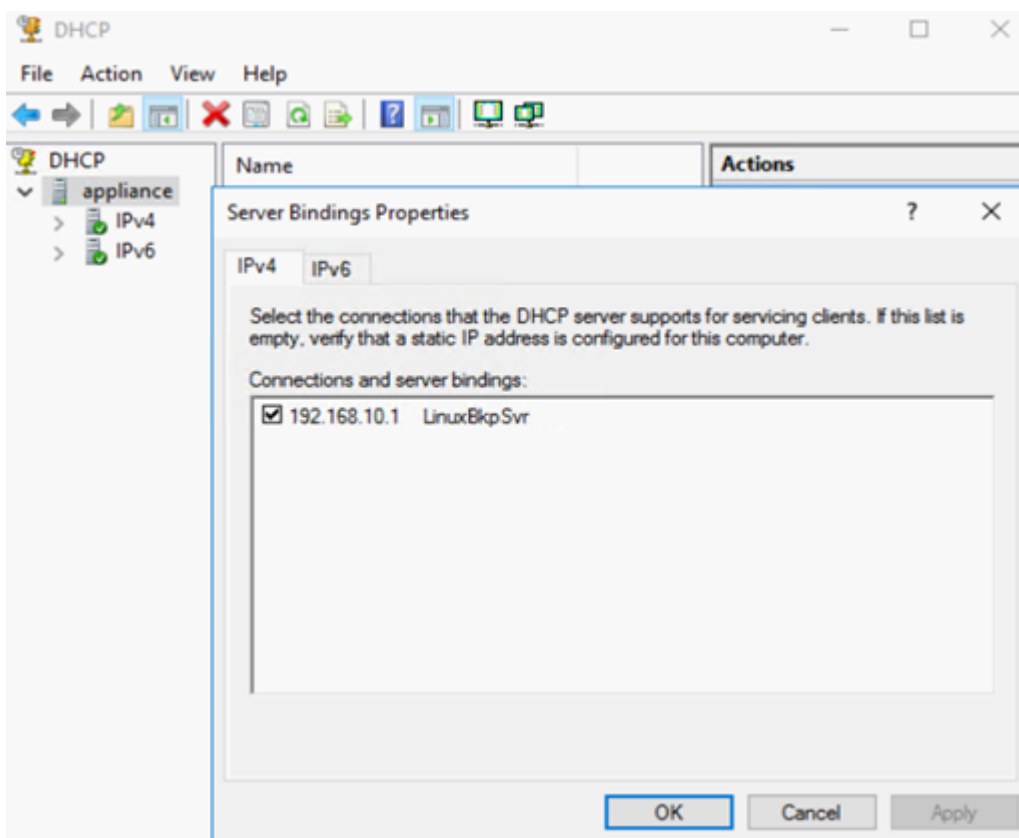 DHCP
File Action View Help
DHCP
appliance
IPv4
IPv6
Name
Actions
Server Bindings Properties
IPv4 IPv6
Select the connections that the DHCP server supports for servicing clients. If this list is
empty, verify that a static IP address is configured for this computer.
Connections and server bindings:
192.168.10.1 LinuxBkpSvr
OK Cancel Apply